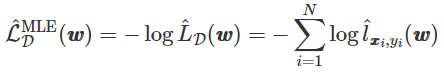 $\hat{\mathcal{L}}_{\mathcal{D}}^{\mathrm{MLE}}(\boldsymbol{w}) = -\log \hat{L}_{\mathcal{D}}(\boldsymbol{w}) = -\sum_{i=1}^{N} \log \hat{l}_{\boldsymbol{x}_i, y_i}(\boldsymbol{w})$